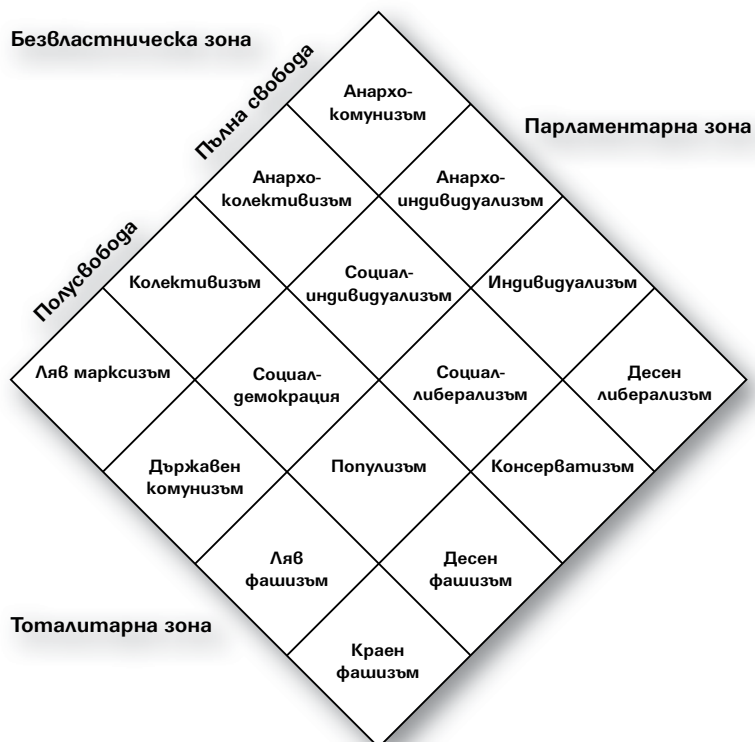 Безвластническа зона
Пълна свобода
Полусвобода
Парламентарна зона
Анархо-
комунизъм
Анархо-
колективизъм
Анархо-
индивидуализъм
Колективизъм
Социал-
индивидуализъм
Индивидуализъм
Ляв марксизъм
Социал-
демокрация
Социал-
либерализъм
Десен
либерализъм
Държавен
комунизъм
Популизъм
Консерватизъм
Ляв
фашизъм
Десен
фашизъм
Тоталитарна зона
Краен
фашизъм